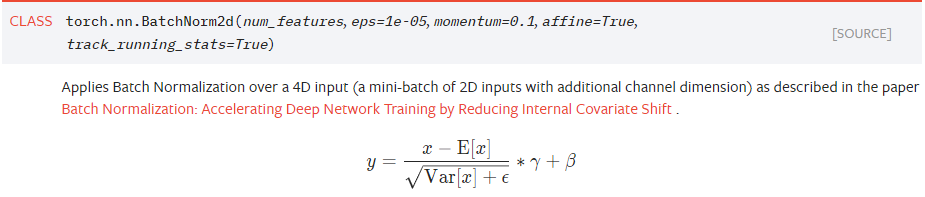 CLASS torch.nn.BatchNorm2d(num_features, eps=1e-05, momentum=0.1, affine=True,
track_running_stats=True)
[SOURCE]
Applies Batch Normalization over a 4D input (a mini-batch of 2D inputs with additional channel dimension) as described in the paper
Batch Normalization: Accelerating Deep Network Training by Reducing Internal Covariate Shift .
y = \frac{x - E[x]}{\sqrt{Var[x] + ϵ}} * γ + β